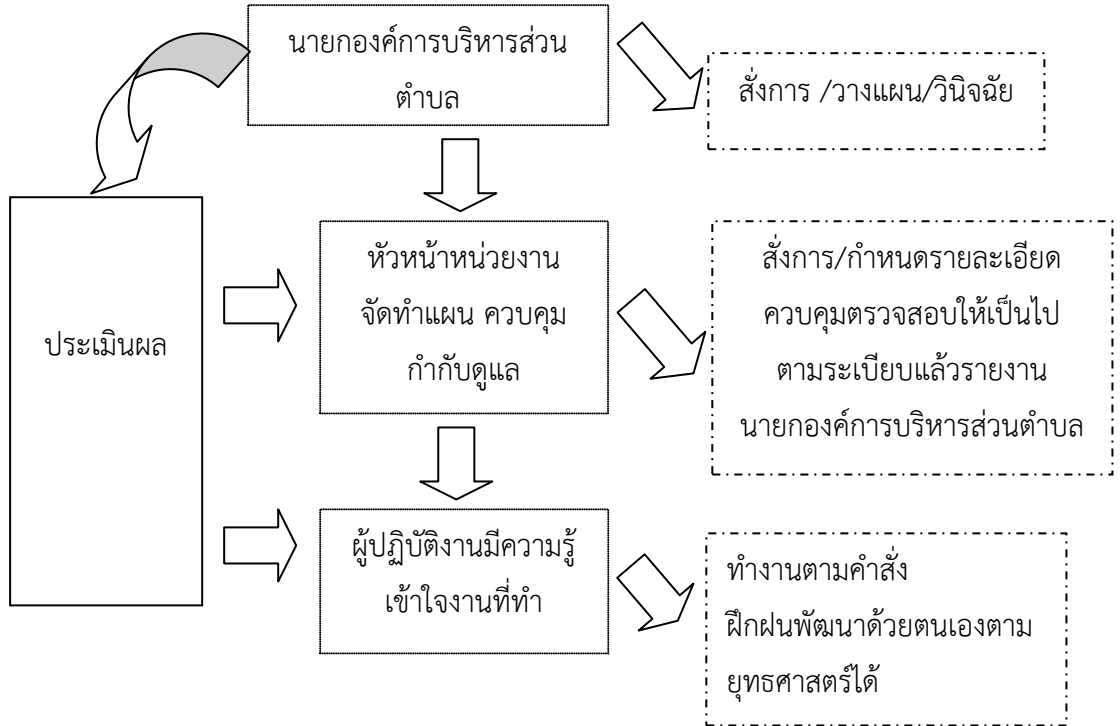 นายกองค์การบริหารส่วน
ตำบล
สั่งการ /วางแผน/วินิจฉัย
หัวหน้าหน่วยงาน
จัดทำแผน ควบคุม
กำกับดูแล
สั่งการ/กำหนดรายละเอียด
ควบคุมตรวจสอบให้เป็นไป
ตามระเบียบแล้วรายงาน
นายกองค์การบริหารส่วนตำบล
ประเมินผล
ผู้ปฏิบัติงานมีความรู้
เข้าใจงานที่ทำ
ทำงานตามคำสั่ง
ฝึกฝนพัฒนาด้วยตนเองตาม
ยุทธศาสตร์ได้